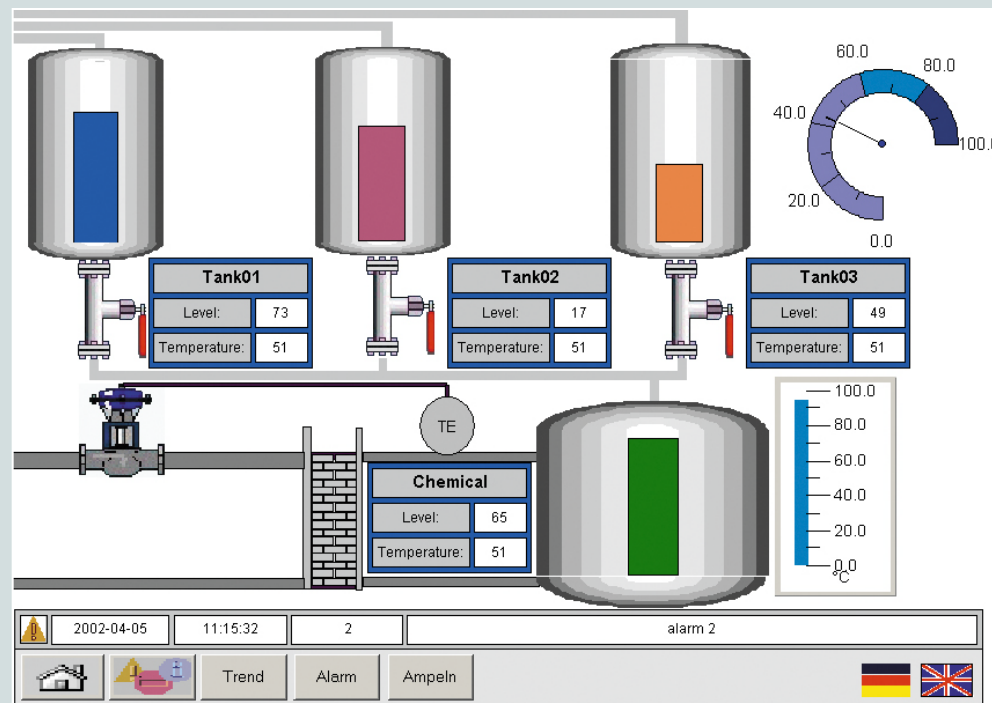 60.0
80.0
40.0
100.0
20.0
0.0
Tank01
Level: 73
Temperature: 51
Tank02
Level: 17
Temperature: 51
Tank03
Level: 49
Temperature: 51
TE
Chemical
Level: 65
Temperature: 51
100.0
80.0
60.0
40.0
20.0
0.0
°C
2002-04-05 11:15:32 2 alarm 2
Trend Alarm Ampeln